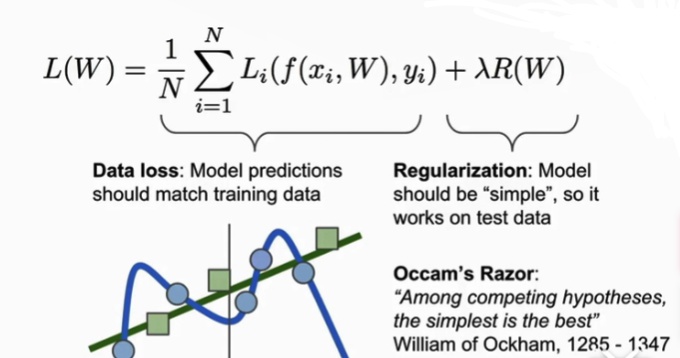 L(W) = \frac{1}{N} \sum_{i=1}^{N} L_i(f(x_i, W), y_i) + λR(W)
Data loss: Model predictions
should match training data
Regularization: Model
should be “simple”, so it
works on test data
Occam’s Razor:
“Among competing hypotheses,
the simplest is the best”
William of Ockham, 1285 - 1347